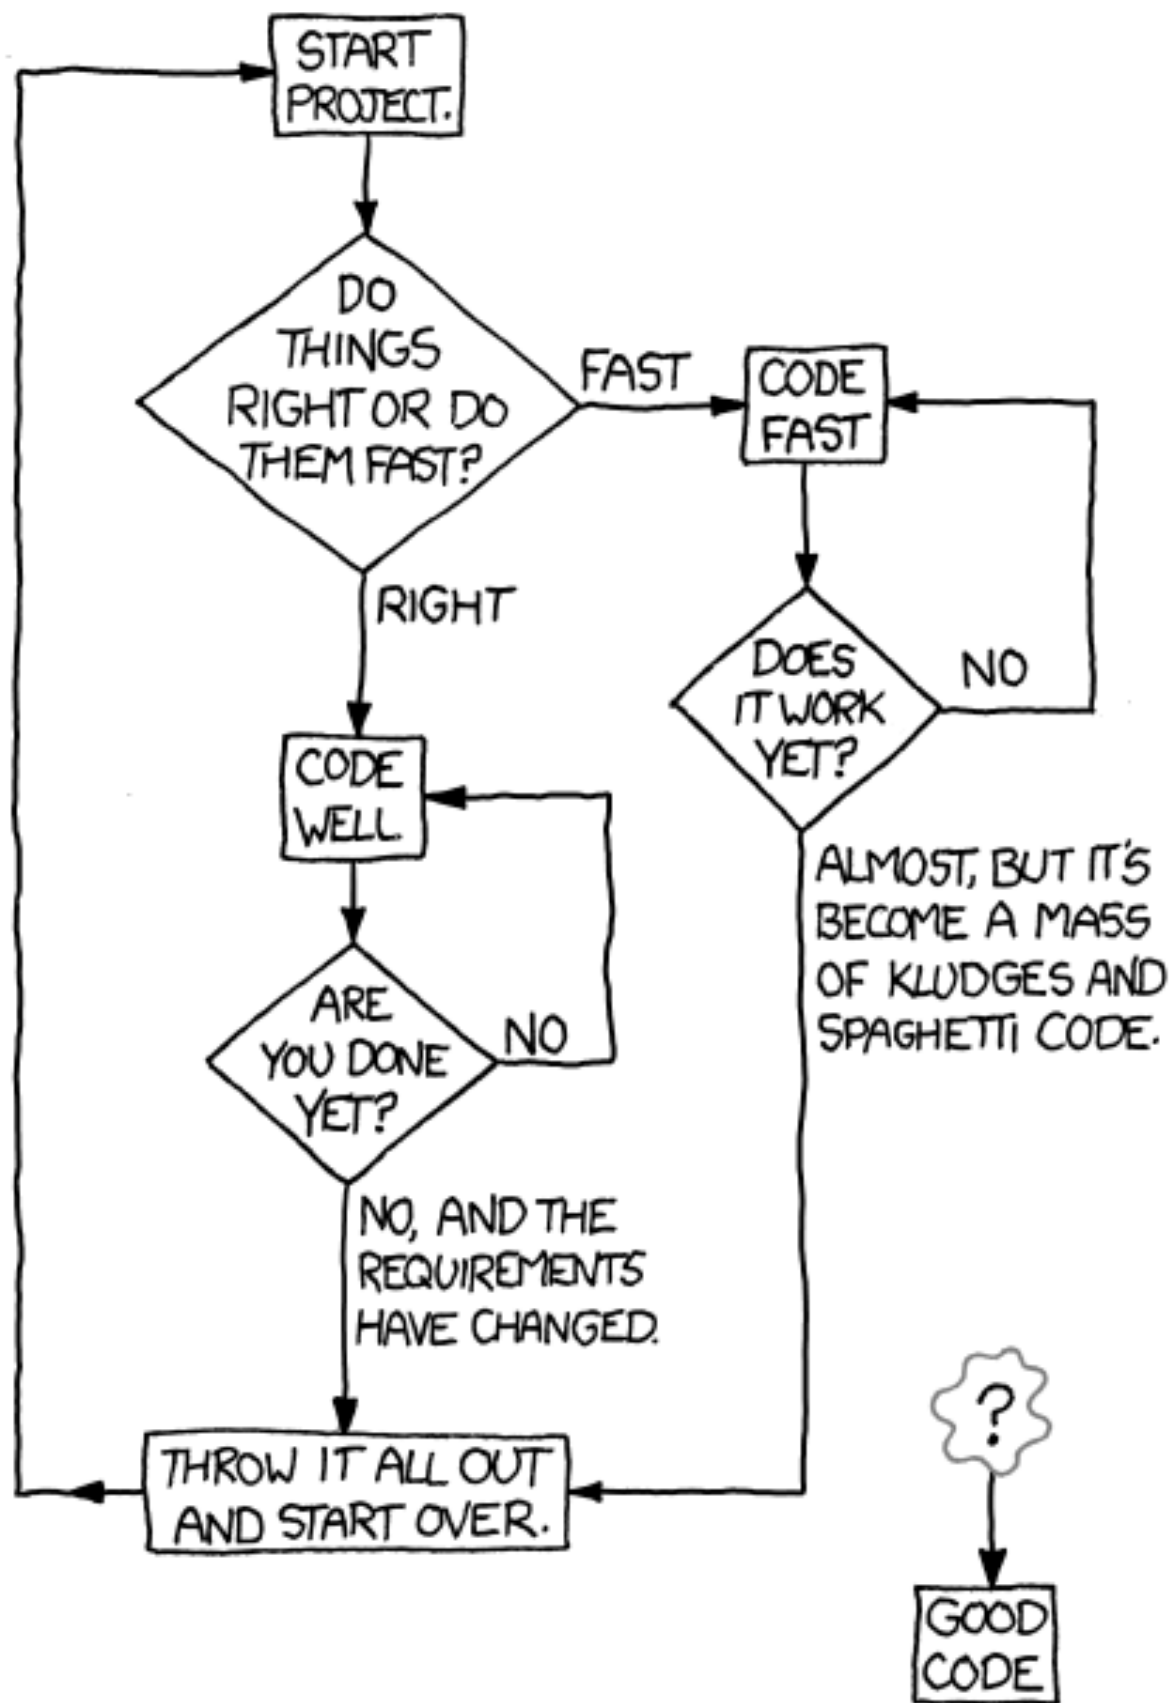 START
PROJECT.
DO
THINGS
RIGHT OR DO
THEM FAST?
FAST
CODE
FAST
RIGHT
DOES
IT WORK
YET?
NO
CODE
WELL.
ALMOST, BUT IT'S
BECOME A MASS
OF KLUDGES AND
SPAGHETTI CODE.
ARE
YOU DONE
YET?
NO
NO, AND THE
REQUIREMENTS
HAVE CHANGED.
THROW IT ALL OUT
AND START OVER.
?
GOOD
CODE